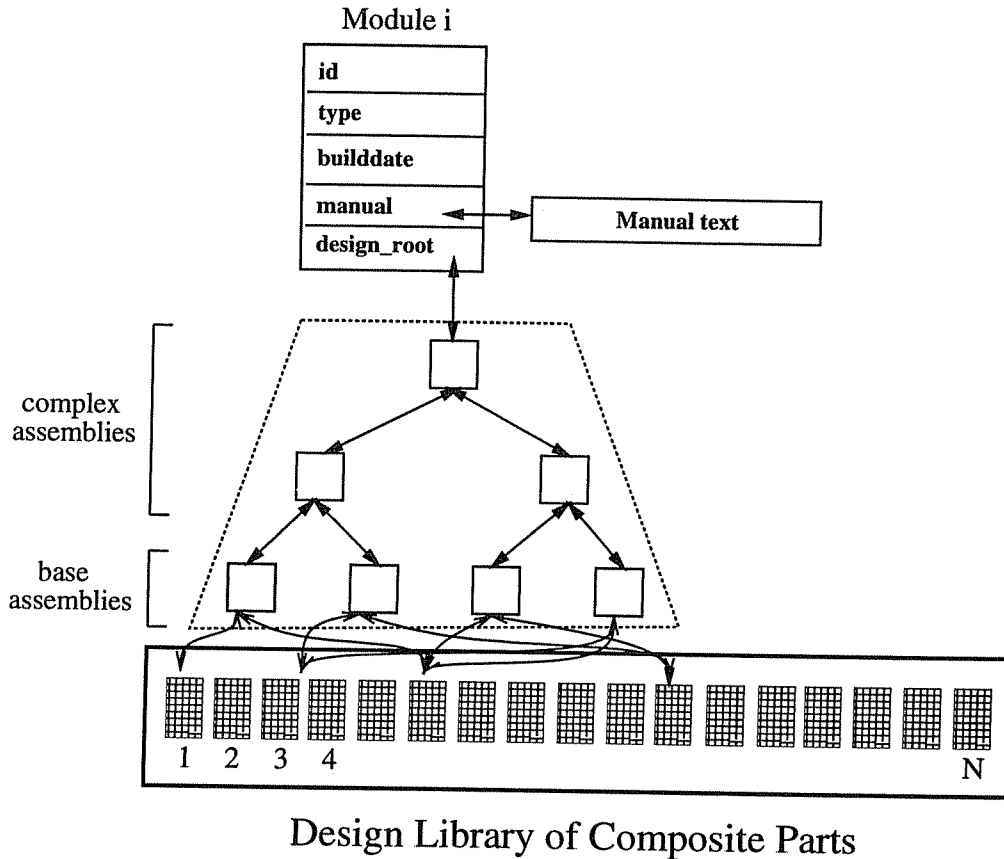 Module i
id
type
builddate
manual
Manual text
design_root
complex
assemblies
base
assemblies
1 2 3 4 N
Design Library of Composite Parts